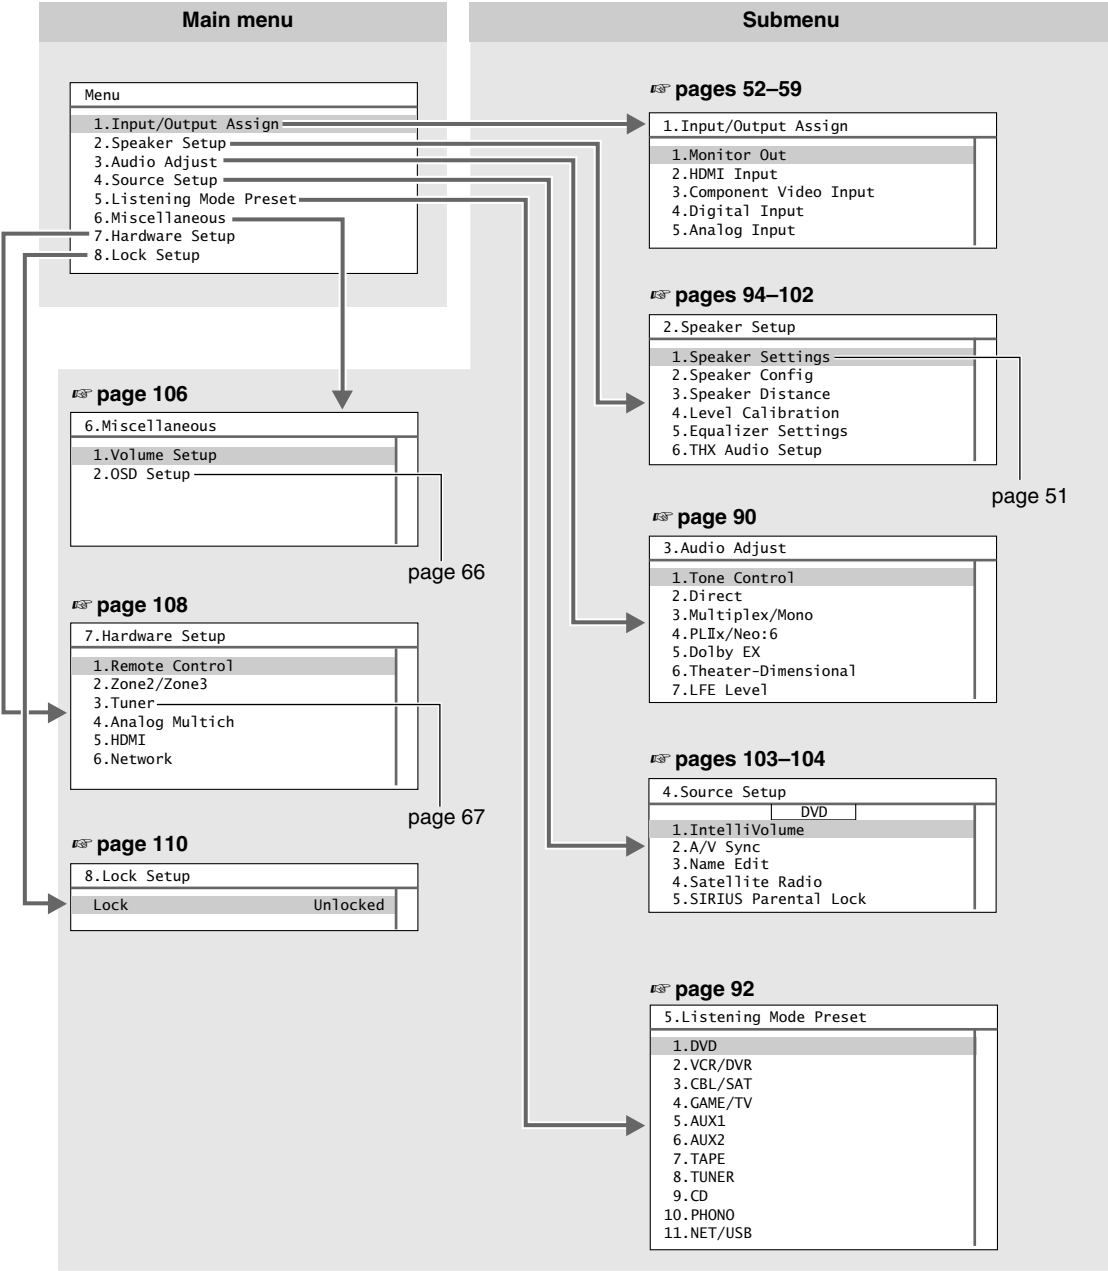 Main menu
Submenu
Menu
1.Input/Output Assign
2.Speaker Setup
3.Audio Adjust
4.Source Setup
5.Listening Mode Preset
6.Miscellaneous
7.Hardware Setup
8.Lock Setup
☞ pages 52–59
1.Input/Output Assign
1.Monitor Out
2.HDMI Input
3.Component Video Input
4.Digital Input
5.Analog Input
☞ pages 94–102
2.Speaker Setup
1.Speaker Settings
2.Speaker Config
3.Speaker Distance
4.Level Calibration
5.Equalizer Settings
6.THX Audio Setup
page 51
☞ page 106
6.Miscellaneous
1.Volume Setup
2.OSD Setup
page 66
☞ page 90
3.Audio Adjust
1.Tone Control
2.Direct
3.Multiplex/Mono
4.PLⅡx/Neo:6
5.Dolby EX
6.Theater-Dimensional
7.LFE Level
☞ page 108
7.Hardware Setup
1.Remote Control
2.Zone2/Zone3
3.Tuner
4.Analog Multich
5.HDMI
6.Network
page 67
☞ pages 103–104
4.Source Setup
DVD
1.IntelliVolume
2.A/V Sync
3.Name Edit
4.Satellite Radio
5.SIRIUS Parental Lock
☞ page 110
8.Lock Setup
Lock Unlocked
☞ page 92
5.Listening Mode Preset
1.DVD
2.VCR/DVR
3.CBL/SAT
4.GAME/TV
5.AUX1
6.AUX2
7.TAPE
8.TUNER
9.CD
10.PHONO
11.NET/USB